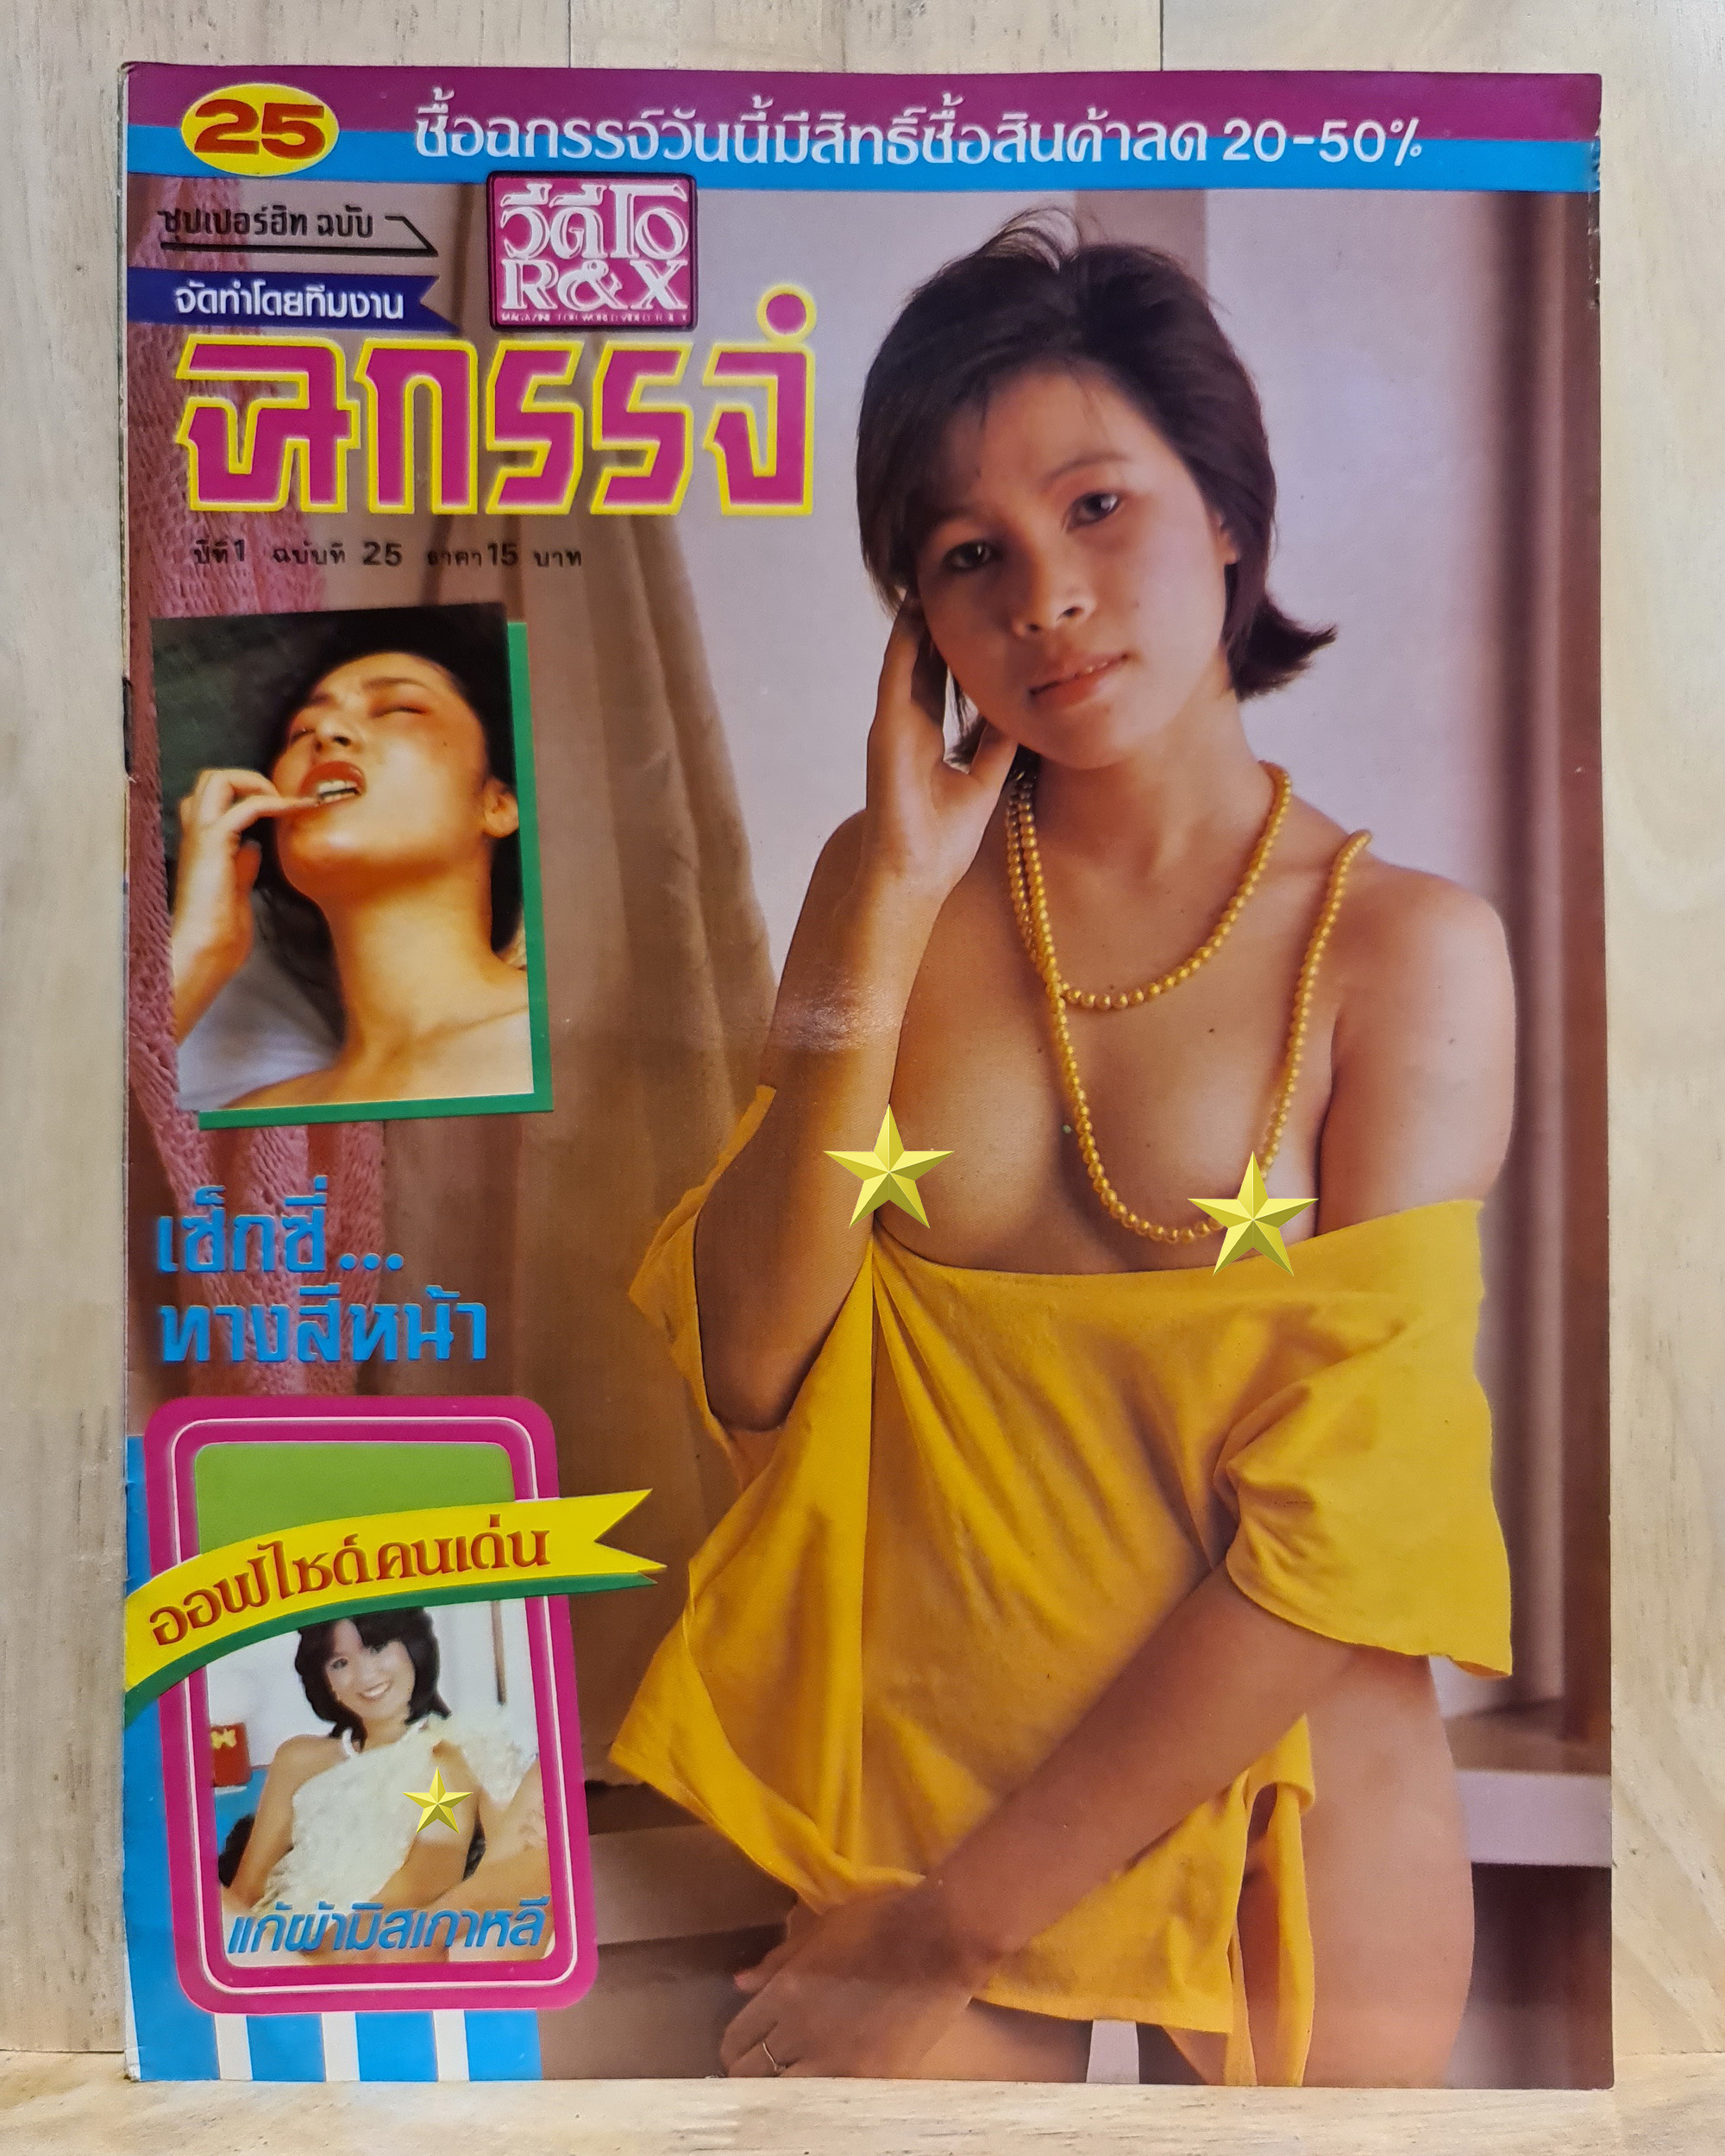 25
ซื้อฉกรรจ์วันนี้มีสิทธิ์ซื้อสินค้าลด 20-50%
ซุปเปอร์ฮิท ฉบับ
วีดีโอ
R&X
MAGAZINE FOR WORLD VIDEO R & X
จัดทำโดยทีมงาน
ฉกรรจ์
ปีที่1 ฉบับที่ 25 ราคา 15 บาท
เซ็กซี่...
ทางสีหน้า
ออฟไซด์คนเด่น
แก้ผ้ามิสเกาหลี